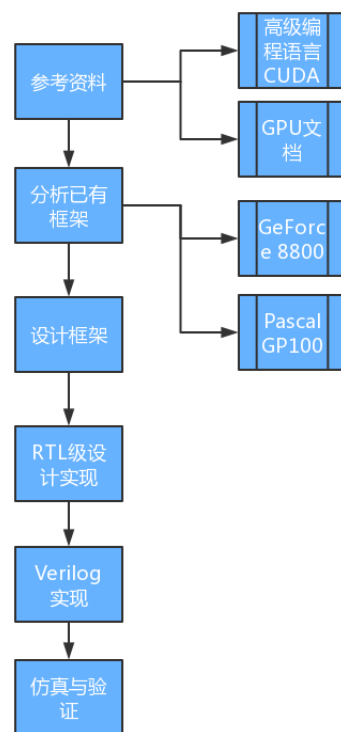 参考资料
高级编
程语言
CUDA
GPU文
档
分析已有
框架
GeForc
e 8800
设计框架
Pascal
GP100
RTL级设
计实现
Verilog
实现
仿真与验
证